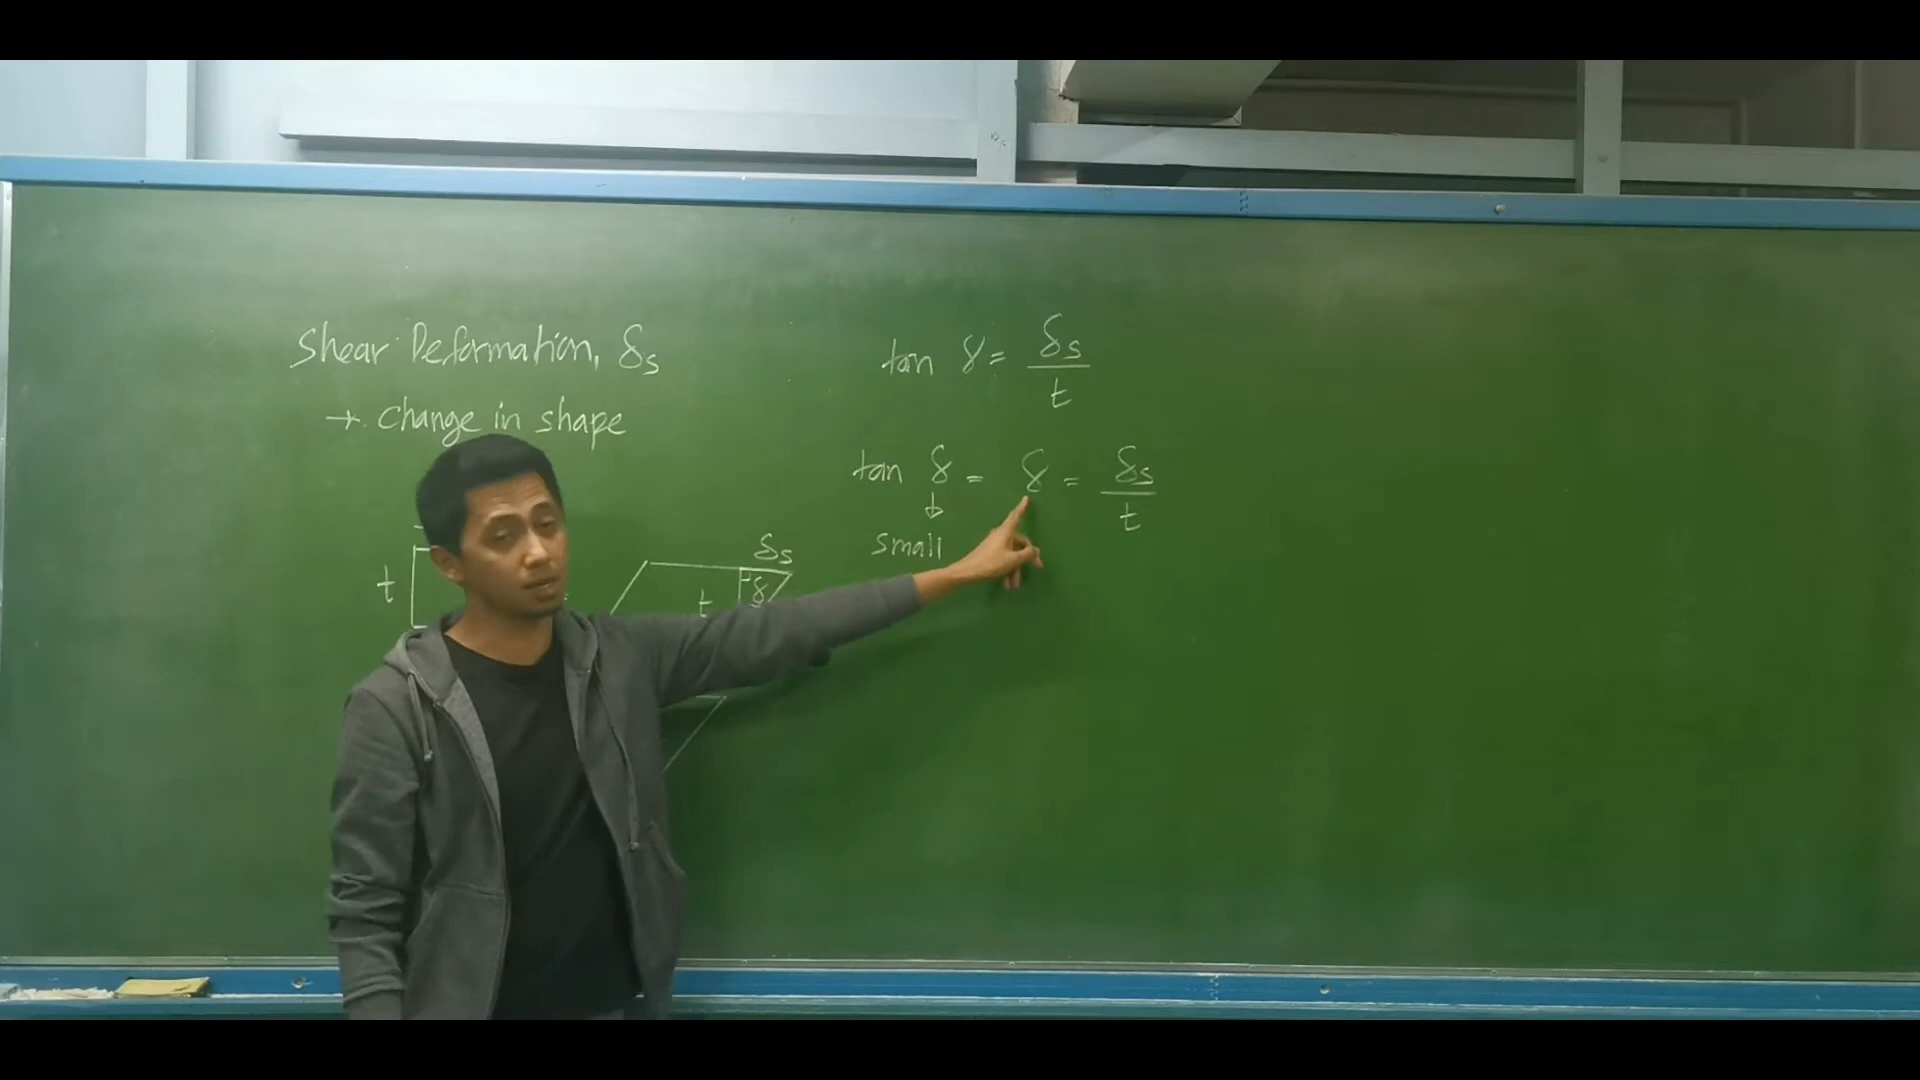 Shear Deformation, δs
→ change in shape
t
δs
t γ
tan γ = δs / t
tan γ = γ = δs / t
↓
small